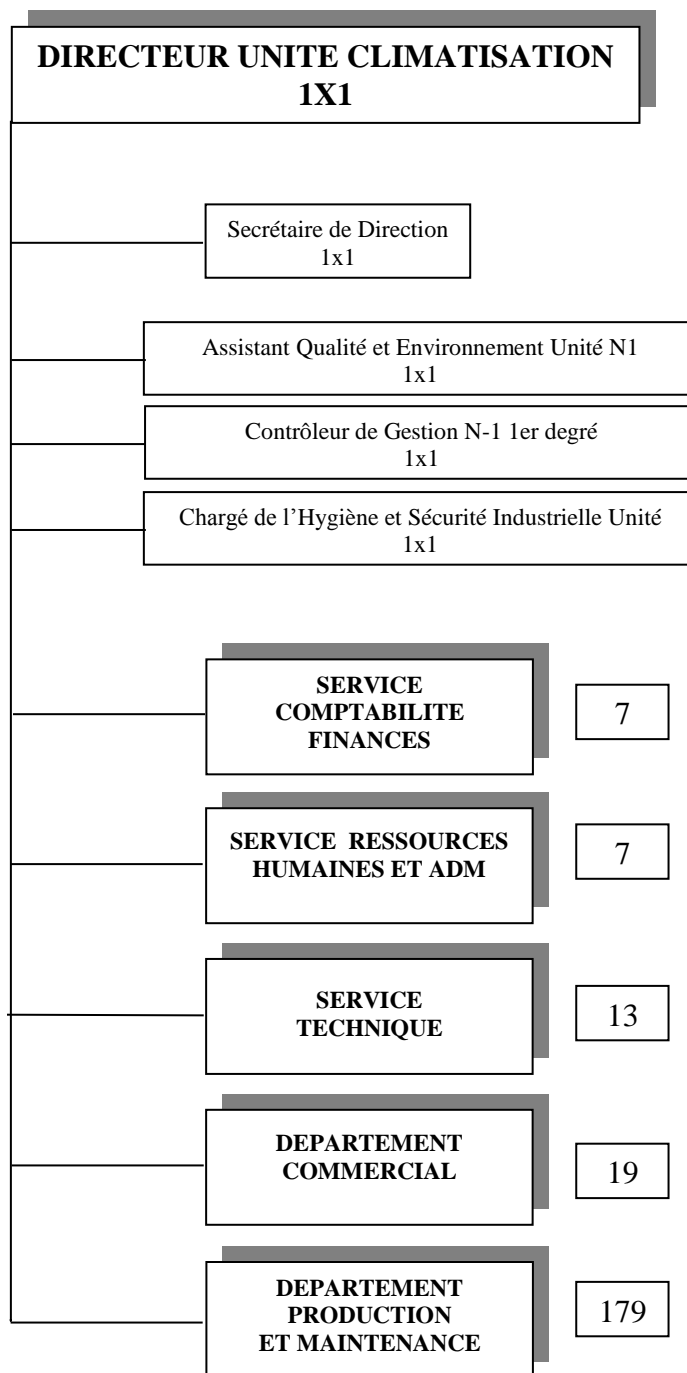 DIRECTEUR UNITE CLIMATISATION
1X1
Secrétaire de Direction
1x1
Assistant Qualité et Environnement Unité N1
1x1
Contrôleur de Gestion N-1 1er degré
1x1
Chargé de l’Hygiène et Sécurité Industrielle Unité
1x1
SERVICE
COMPTABILITE
FINANCES
7
SERVICE RESSOURCES
HUMAINES ET ADM
7
SERVICE
TECHNIQUE
13
DEPARTEMENT
COMMERCIAL
19
DEPARTEMENT
PRODUCTION
ET MAINTENANCE
179